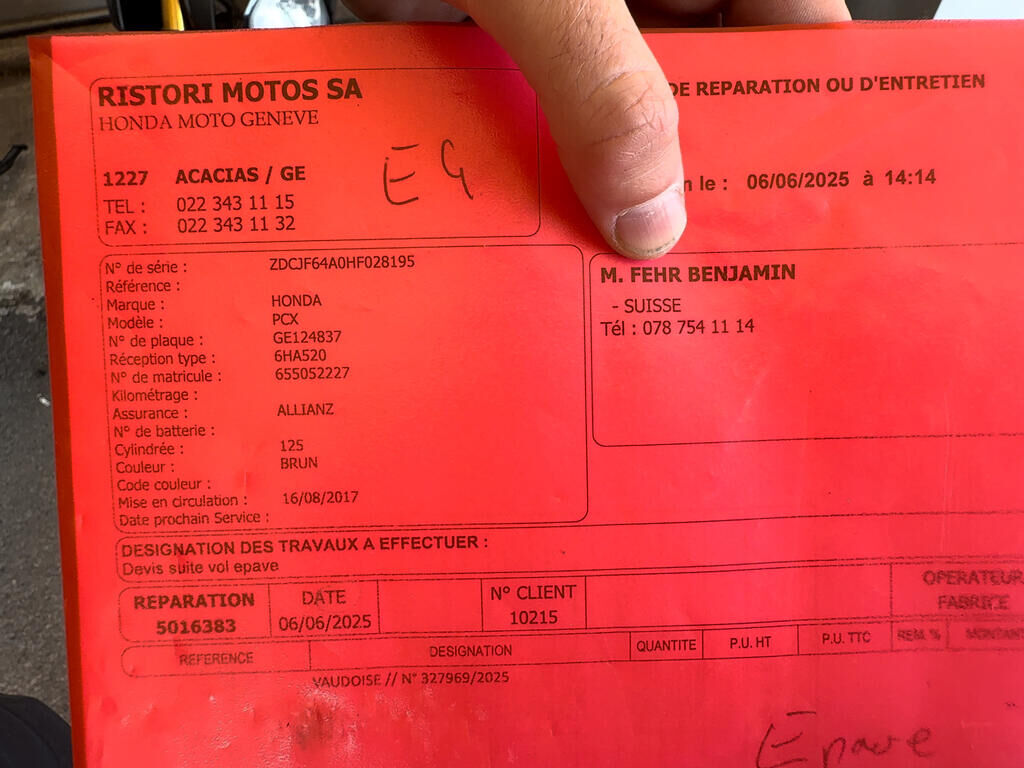 RISTORI MOTOS SA
HONDA MOTO GENEVE
1227 ACACIAS / GE
TEL : 022 343 11 15
FAX : 022 343 11 32
E G
DE REPARATION OU D'ENTRETIEN
n le : 06/06/2025 à 14:14
N° de série : ZDCJF64A0HF028195
Référence :
Marque : HONDA
Modèle : PCX
N° de plaque : GE124837
Réception type : 6HA520
N° de matricule : 655052227
Kilométrage :
Assurance : ALLIANZ
N° de batterie :
Cylindrée : 125
Couleur : BRUN
Code couleur :
Mise en circulation : 16/08/2017
Date prochain Service :
M. FEHR BENJAMIN
- SUISSE
Tél : 078 754 11 14
DESIGNATION DES TRAVAUX A EFFECTUER :
Devis suite vol epave
REPARATION DATE N° CLIENT OPERATEUR
5016383 06/06/2025 10215 FABRICE
REFERENCE DESIGNATION QUANTITE P.U. HT P.U. TTC REM. % MONTANT
VAUDOISE // N° 327969/2025
Epave